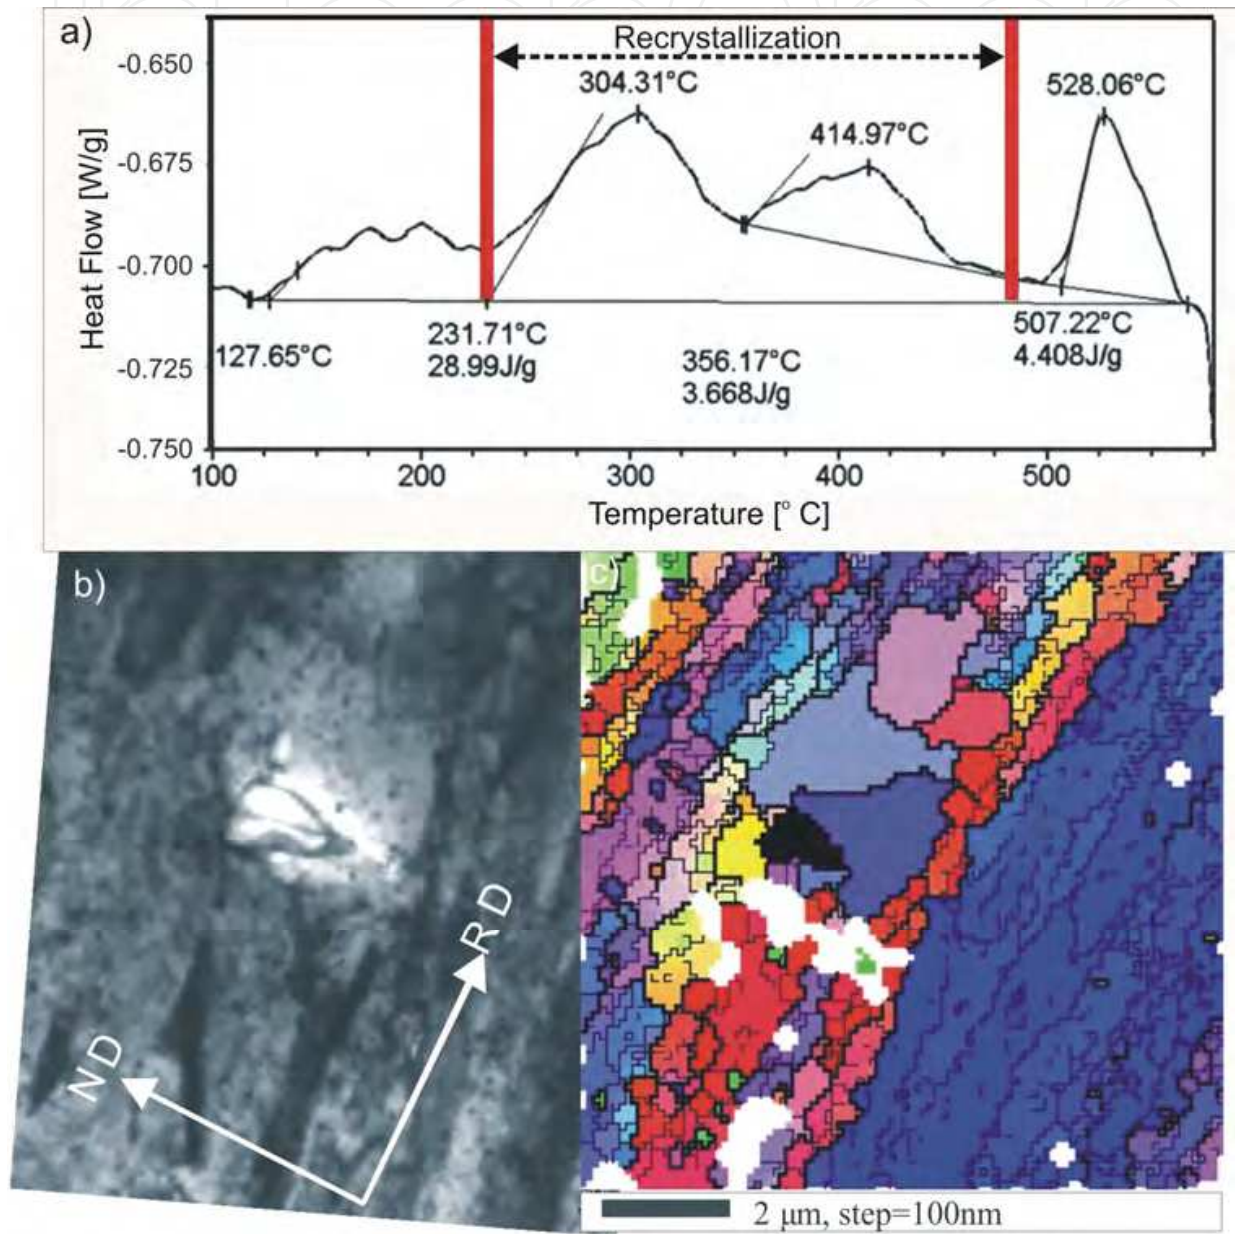 a)
Recrystallization
304.31°C
528.06°C
414.97°C
-0.650
-0.675
-0.700
-0.725
-0.750
Heat Flow [W/g]
127.65°C
231.71°C
28.99J/g
356.17°C
3.668J/g
507.22°C
4.408J/g
100
200
300
400
500
Temperature [° C]
b)
c)
RD
ND
2 μm, step=100nm